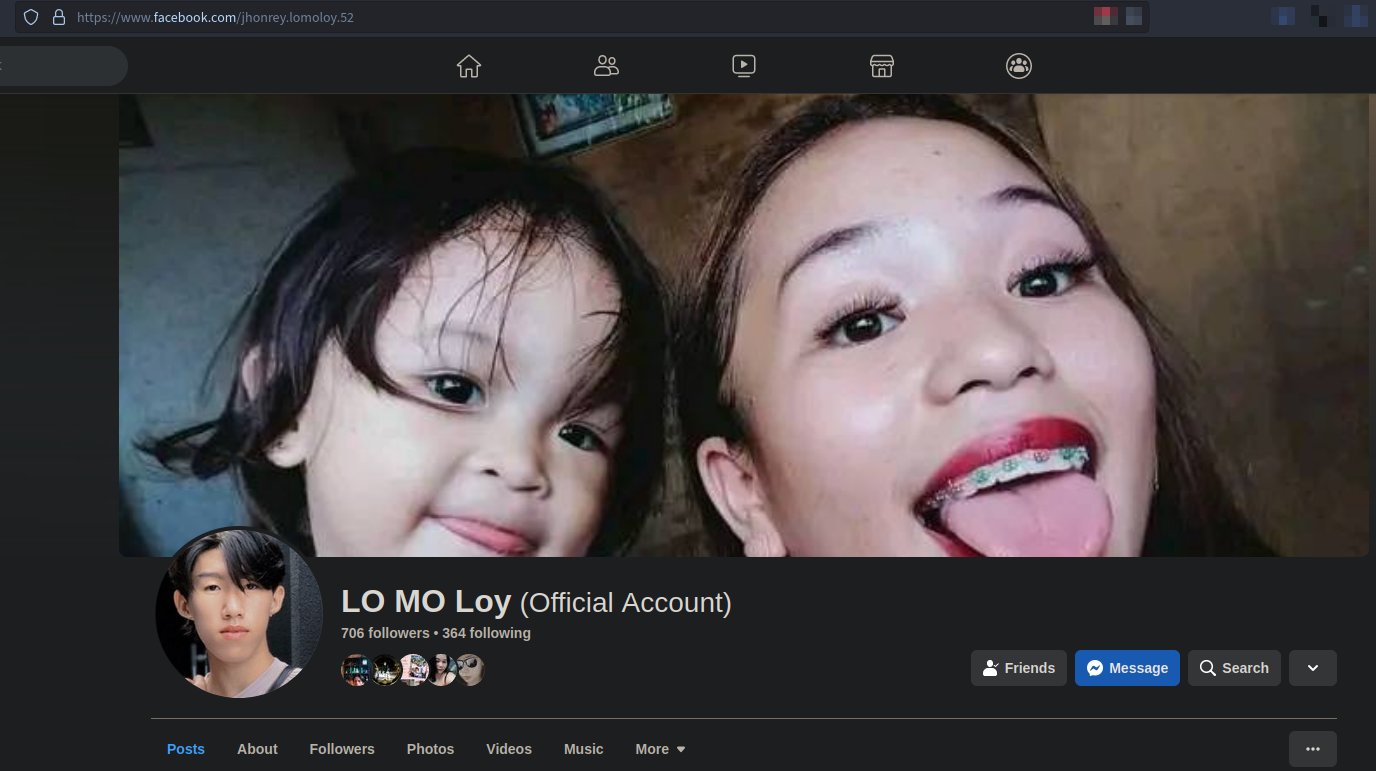 https://www.facebook.com/jhonrey.lomoloy.52
LO MO Loy (Official Account)
706 followers • 364 following
Friends
Message
Search
Posts
About
Followers
Photos
Videos
Music
More